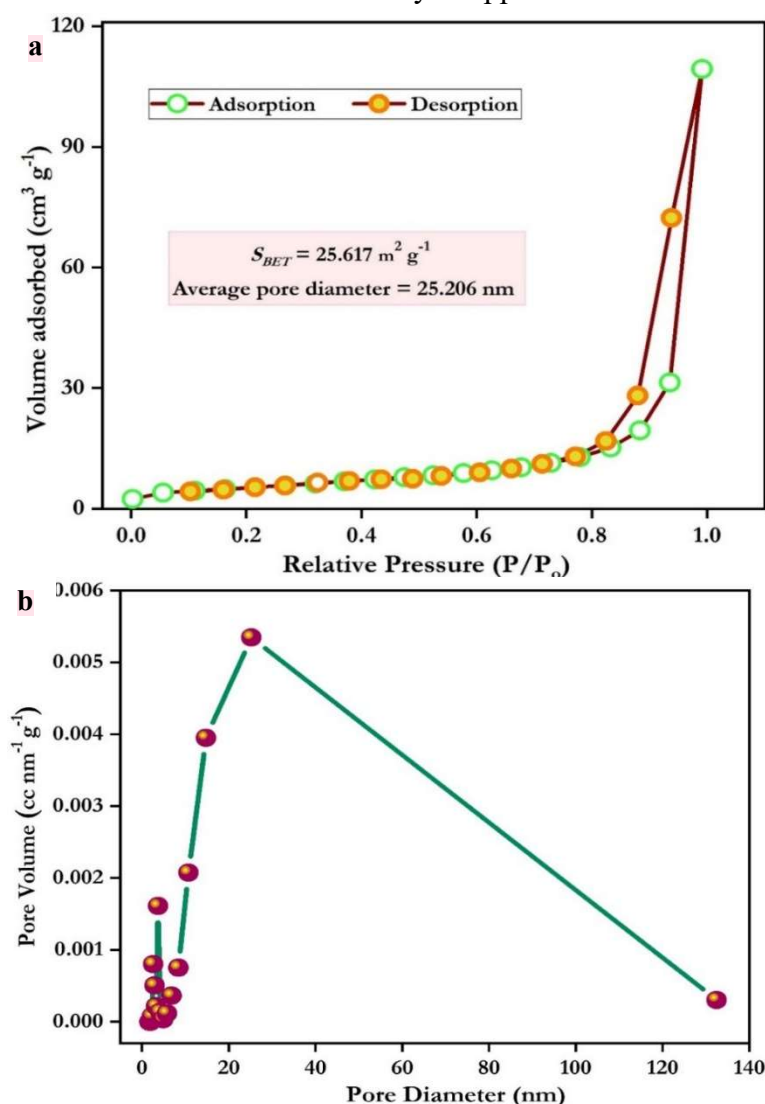 a
120
90
60
30
0
Volume adsorbed (cm³ g⁻¹)
Adsorption Desorption
S_BET = 25.617 m² g⁻¹
Average pore diameter = 25.206 nm
0.0 0.2 0.4 0.6 0.8 1.0
Relative Pressure (P/Pₒ)
b
0.006
0.005
0.004
0.003
0.002
0.001
0.000
Pore Volume (cc nm⁻¹ g⁻¹)
0 20 40 60 80 100 120 140
Pore Diameter (nm)